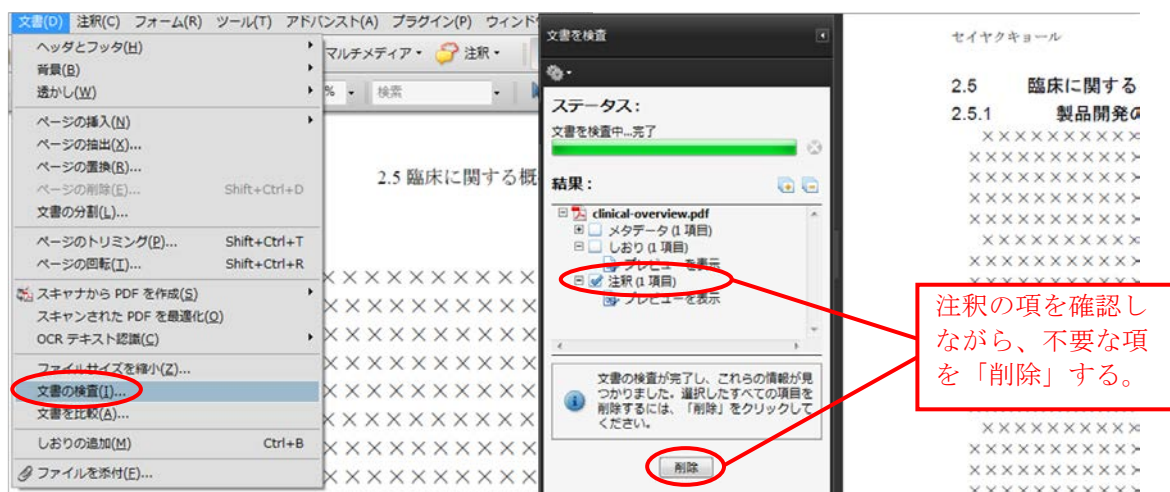 文書(D) 注釈(C) フォーム(R) ツール(T) アドバンスト(A) プラグイン(P) ウィンド
マルチメディア 注釈
% 検索
ヘッダとフッタ(H)
背景(B)
透かし(W)
ページの挿入(N)
ページの抽出(X)...
ページの置換(R)...
ページの削除(E)... Shift+Ctrl+D
文書の分割(L)...
ページのトリミング(P)... Shift+Ctrl+T
ページの回転(I)... Shift+Ctrl+R
スキャナから PDF を作成(S)
スキャンされた PDF を最適化(O)
OCR テキスト認識(C)
ファイルサイズを縮小(Z)...
文書の検査(I)...
文書を比較(A)...
しおりの追加(M) Ctrl+B
ファイルを添付(F)...
2.5 臨床に関する概
××××××××××
××××××××××
××××××××××
××××××××××
××××××××××
××××××××××
××××××××××
××××××××××
文書を検査
ステータス:
文書を検査中...完了
結果:
clinical-overview.pdf
メタデータ (1 項目)
しおり (1 項目)
プレビューを表示
注釈 (1 項目)
プレビューを表示
文書の検査が完了し、これらの情報が見
つかりました。選択したすべての項目を
削除するには、「削除」をクリックして
ください。
削除
セイヤクキョール
2.5 臨床に関する
2.5.1 製品開発の
××××××××××
××××××××××
××××××××××
××××××××××
××××××××××
××××××××××
××××××××××
注釈の項を確認し
ながら、不要な項
を「削除」する。
××××××××××
××××××××××
××××××××××